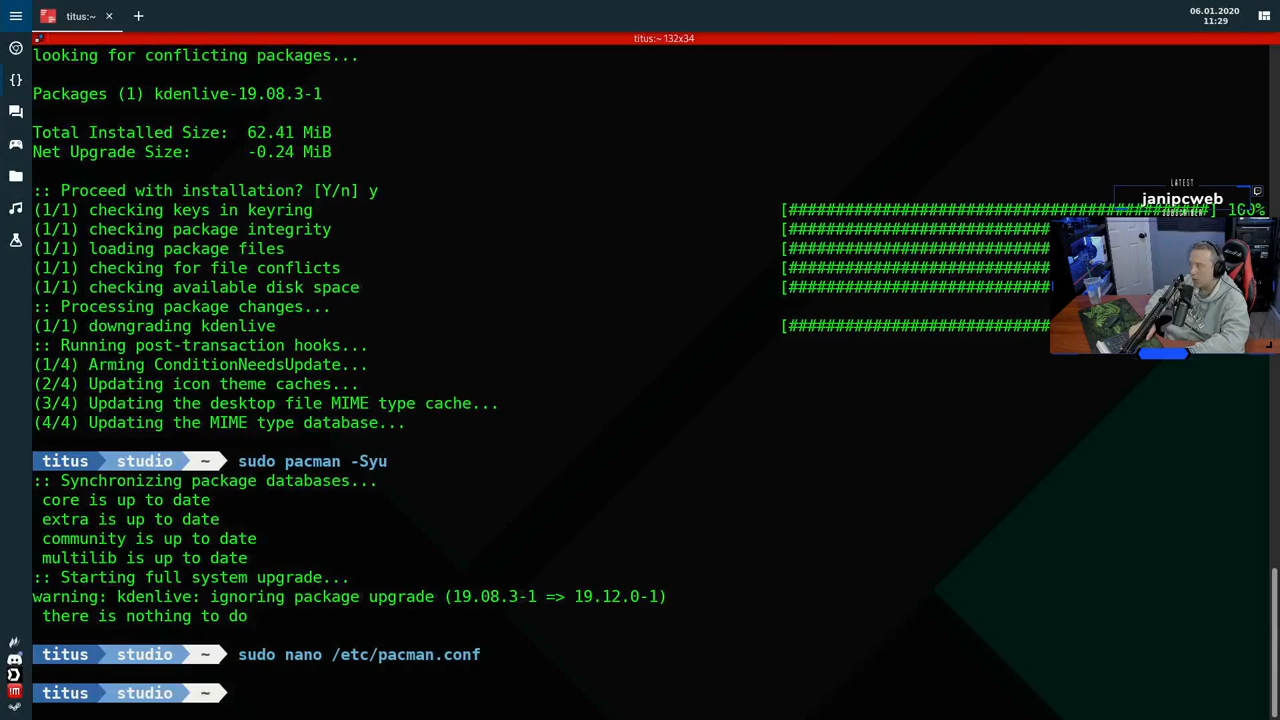 titus:~
06.01.2020
11:29
titus:~ 132x34
looking for conflicting packages...
Packages (1) kdenlive-19.08.3-1
Total Installed Size:  62.41 MiB
Net Upgrade Size:      -0.24 MiB
:: Proceed with installation? [Y/n] y
(1/1) checking keys in keyring [############################################] 100%
(1/1) checking package integrity [############################
(1/1) loading package files [############################
(1/1) checking for file conflicts [############################
(1/1) checking available disk space [############################
:: Processing package changes...
(1/1) downgrading kdenlive [############################
:: Running post-transaction hooks...
(1/4) Arming ConditionNeedsUpdate...
(2/4) Updating icon theme caches...
(3/4) Updating the desktop file MIME type cache...
(4/4) Updating the MIME type database...
titus studio ~ sudo pacman -Syu
:: Synchronizing package databases...
core is up to date
extra is up to date
community is up to date
multilib is up to date
:: Starting full system upgrade...
warning: kdenlive: ignoring package upgrade (19.08.3-1 => 19.12.0-1)
there is nothing to do
titus studio ~ sudo nano /etc/pacman.conf
titus studio ~
LATEST
janipcweb
SUBSCRIBER